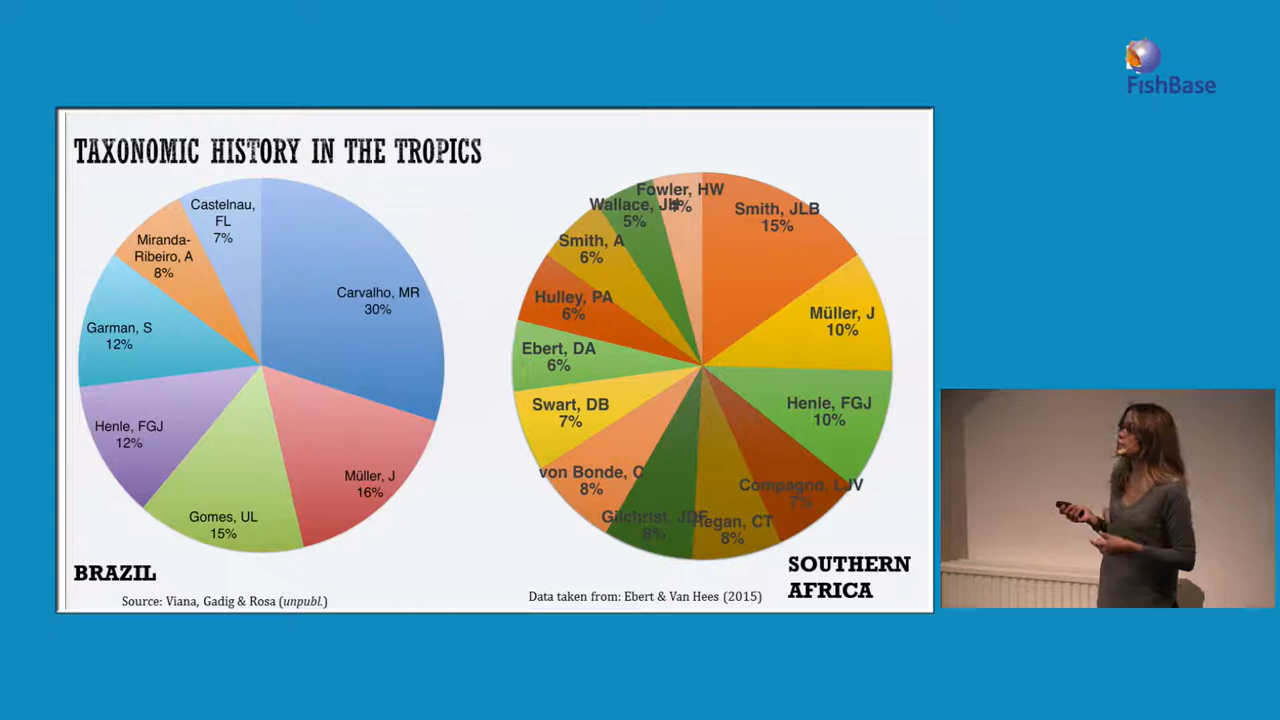 FishBase
TAXONOMIC HISTORY IN THE TROPICS
Castelnau,
FL
7%
Miranda-
Ribeiro, A
8%
Carvalho, MR
30%
Garman, S
12%
Henle, FGJ
12%
Müller, J
16%
Gomes, UL
15%
BRAZIL
Source: Viana, Gadig & Rosa (unpubl.)
Fowler, HW
4%
Wallace, JH
5%
Smith, JLB
15%
Smith, A
6%
Hulley, PA
6%
Müller, J
10%
Ebert, DA
6%
Swart, DB
7%
Henle, FGJ
10%
von Bonde, C
8%
Compagno, LJV
7%
Gilchrist, JDF
8%
Regan, CT
8%
SOUTHERN
AFRICA
Data taken from: Ebert & Van Hees (2015)